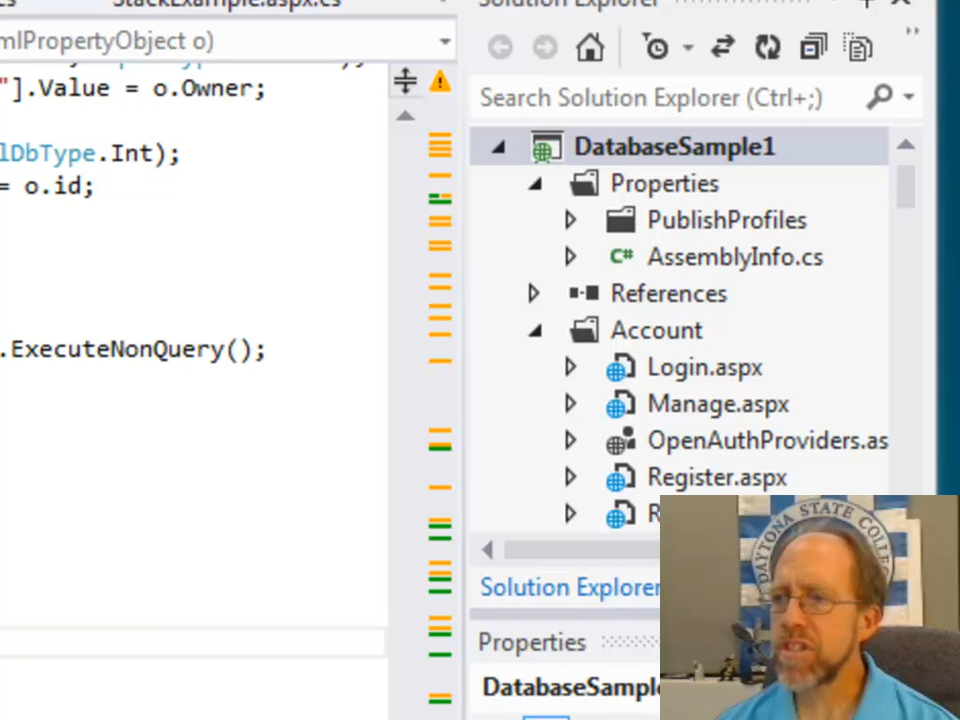 StackExample.aspx.cs
Solution Explorer
mlPropertyObject o)
"].Value = o.Owner;
Search Solution Explorer (Ctrl+;)
lDbType.Int);
= o.id;
.ExecuteNonQuery();
DatabaseSample1
Properties
PublishProfiles
C# AssemblyInfo.cs
References
Account
Login.aspx
Manage.aspx
OpenAuthProviders.as
Register.aspx
R
Solution Explorer
Properties
DatabaseSample
DAYTONA STATE COLLEGE